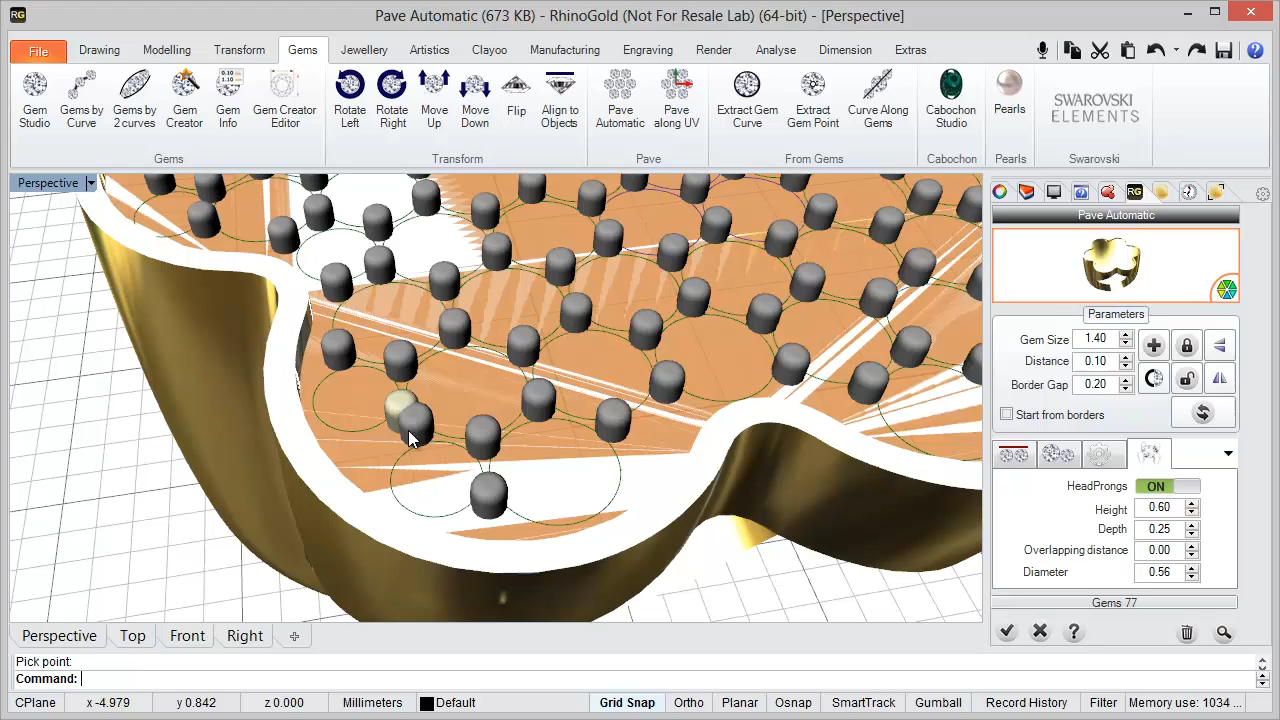 RG
Pave Automatic (673 KB) - RhinoGold (Not For Resale Lab) (64-bit) - [Perspective]
File Drawing Modelling Transform Gems Jewellery Artistics Clayoo Manufacturing Engraving Render Analyse Dimension Extras
Gem Studio
Gems by Curve
Gems by 2 curves
Gem Creator
0.10 1.10
Gem Info
Gem Creator Editor
Rotate Left
Rotate Right
Move Up
Move Down
Flip
Align to Objects
Pave Automatic
Pave along UV
Extract Gem Curve
Extract Gem Point
Curve Along Gems
Cabochon Studio
Pearls
SWAROVSKI
ELEMENTS
Gems Transform Pave From Gems Cabochon Pearls Swarovski
Perspective
RG
Pave Automatic
Parameters
Gem Size 1.40
Distance 0.10
Border Gap 0.20
Start from borders
HeadProngs ON
Height 0.60
Depth 0.25
Overlapping distance 0.00
Diameter 0.56
Gems 77
Perspective Top Front Right
Pick point:
Command:
CPlane x -4.979 y 0.842 z 0.000 Millimeters Default Grid Snap Ortho Planar Osnap SmartTrack Gumball Record History Filter Memory use: 1034 ...